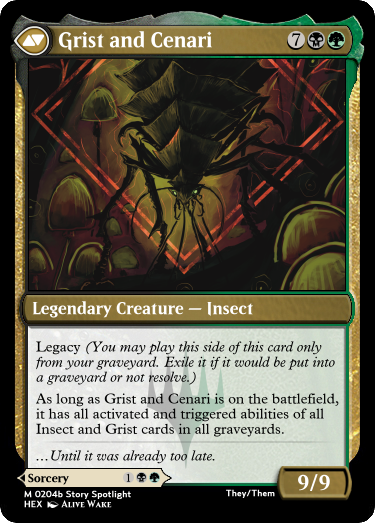 Grist and Cenari 7
Legendary Creature — Insect
Legacy (You may play this side of this card only
from your graveyard. Exile it if it would be put into
a graveyard or not resolve.)
As long as Grist and Cenari is on the battlefield,
it has all activated and triggered abilities of all
Insect and Grist cards in all graveyards.
…Until it was already too late.
Sorcery 1
9/9
M 0204b Story Spotlight They/Them
HEX ALIVE WAKE